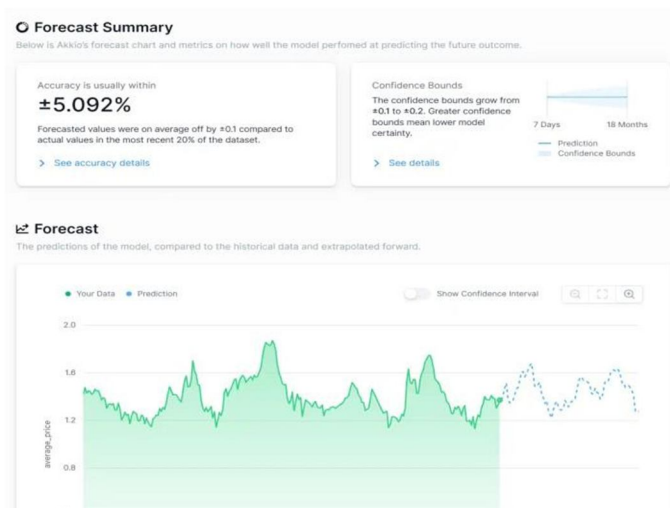 Forecast Summary
Below is Akkio's forecast chart and metrics on how well the model perfomed at predicting the future outcome.
Accuracy is usually within
±5.092%
Forecasted values were on average off by ±0.1 compared to
actual values in the most recent 20% of the dataset.
> See accuracy details
Confidence Bounds
The confidence bounds grow from
±0.1 to ±0.2. Greater confidence
bounds mean lower model
certainty.
> See details
7 Days
18 Months
Prediction
Confidence Bounds
Forecast
The predictions of the model, compared to the historical data and extrapolated forward.
Your Data
Prediction
Show Confidence Interval
2.0
1.6
1.2
0.8
average_price